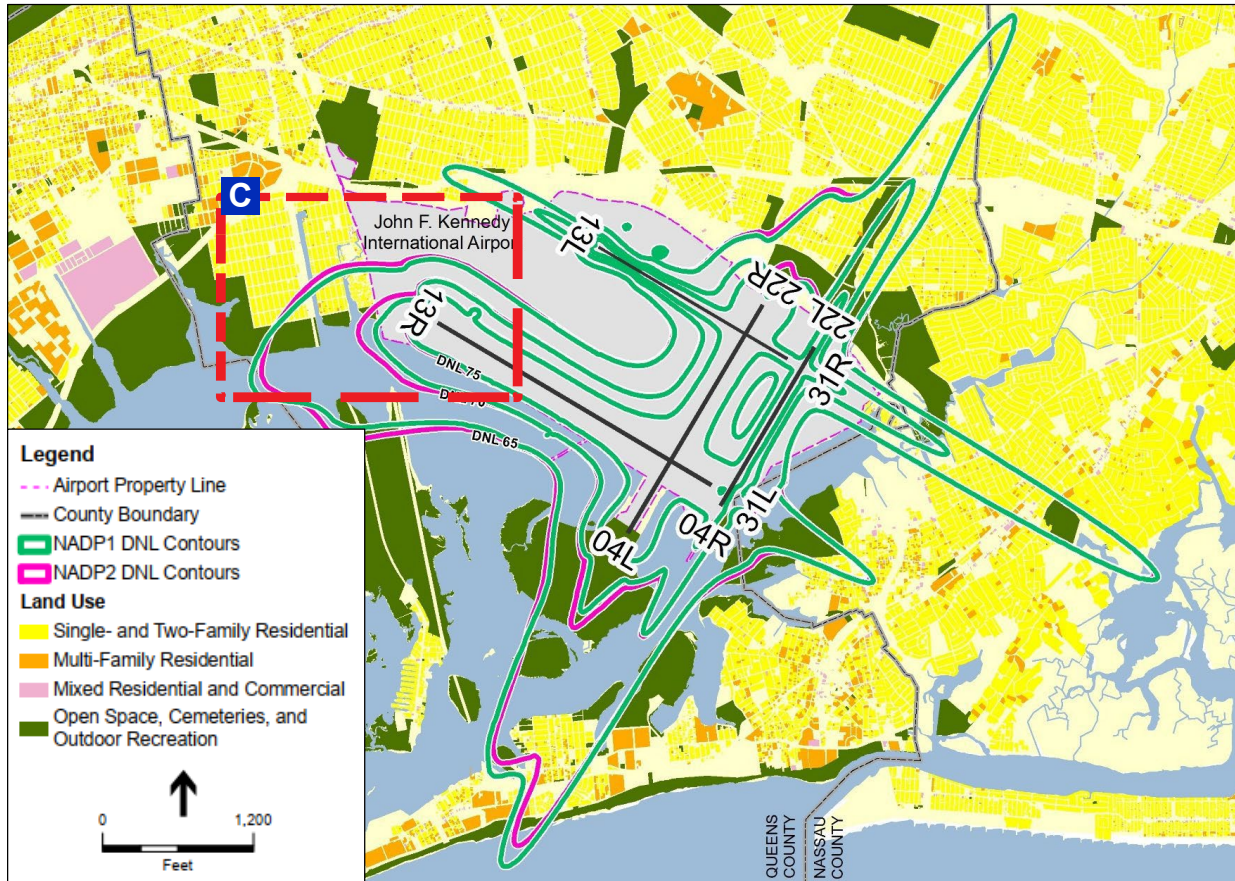 C
John F. Kennedy
International Airpor
13L
22R
22L
13R
31R
DNL 75
DNL 65
31L
04R
04L
Legend
Airport Property Line
County Boundary
NADP1 DNL Contours
NADP2 DNL Contours
Land Use
Single- and Two-Family Residential
Multi-Family Residential
Mixed Residential and Commercial
Open Space, Cemeteries, and
Outdoor Recreation
0 1,200
Feet
QUEENS
COUNTY
NASSAU
COUNTY